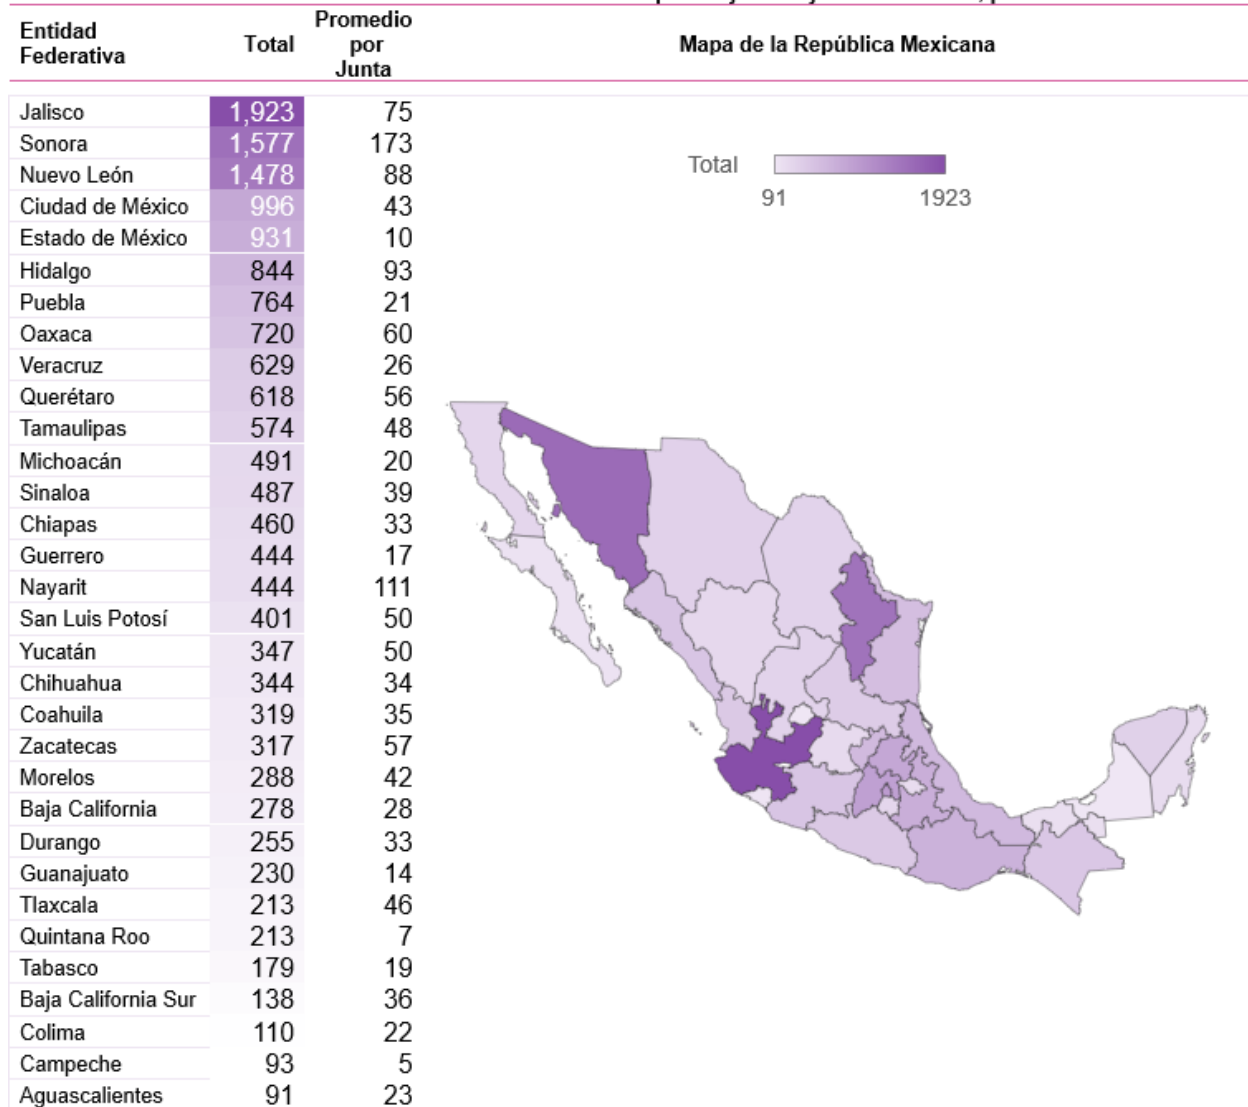 Entidad Federativa Total Promedio por Junta Mapa de la República Mexicana
Jalisco 1,923 75
Sonora 1,577 173
Nuevo León 1,478 88
Ciudad de México 996 43
Estado de México 931 10
Hidalgo 844 93
Puebla 764 21
Oaxaca 720 60
Veracruz 629 26
Querétaro 618 56
Tamaulipas 574 48
Michoacán 491 20
Sinaloa 487 39
Chiapas 460 33
Guerrero 444 17
Nayarit 444 111
San Luis Potosí 401 50
Yucatán 347 50
Chihuahua 344 34
Coahuila 319 35
Zacatecas 317 57
Morelos 288 42
Baja California 278 28
Durango 255 33
Guanajuato 230 14
Tlaxcala 213 46
Quintana Roo 213 7
Tabasco 179 19
Baja California Sur 138 36
Colima 110 22
Campeche 93 5
Aguascalientes 91 23
Total
91 1923